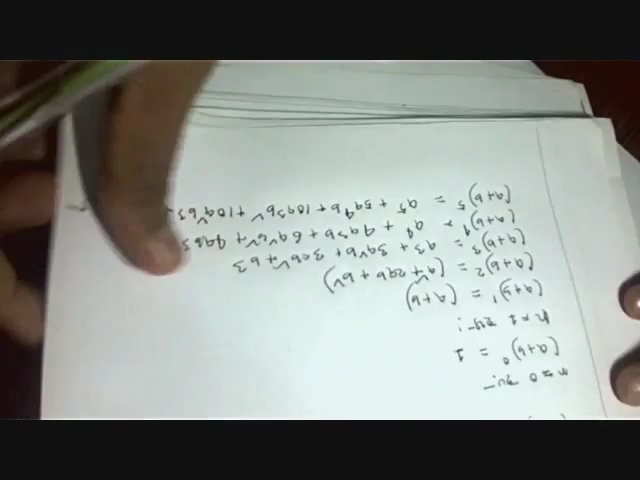 n = 0
(a+b)⁰ = 1
n = 1
(a+b)¹ = (a+b)
(a+b)² = (a² + 2ab + b²)
(a+b)³ = a³ + 3a²b + 3ab² + b³
(a+b)⁴ = a⁴ + 4a³b + 6a²b² + 4ab³
(a+b)⁵ = a⁵ + 5a⁴b + 10a³b² + 10a²b³